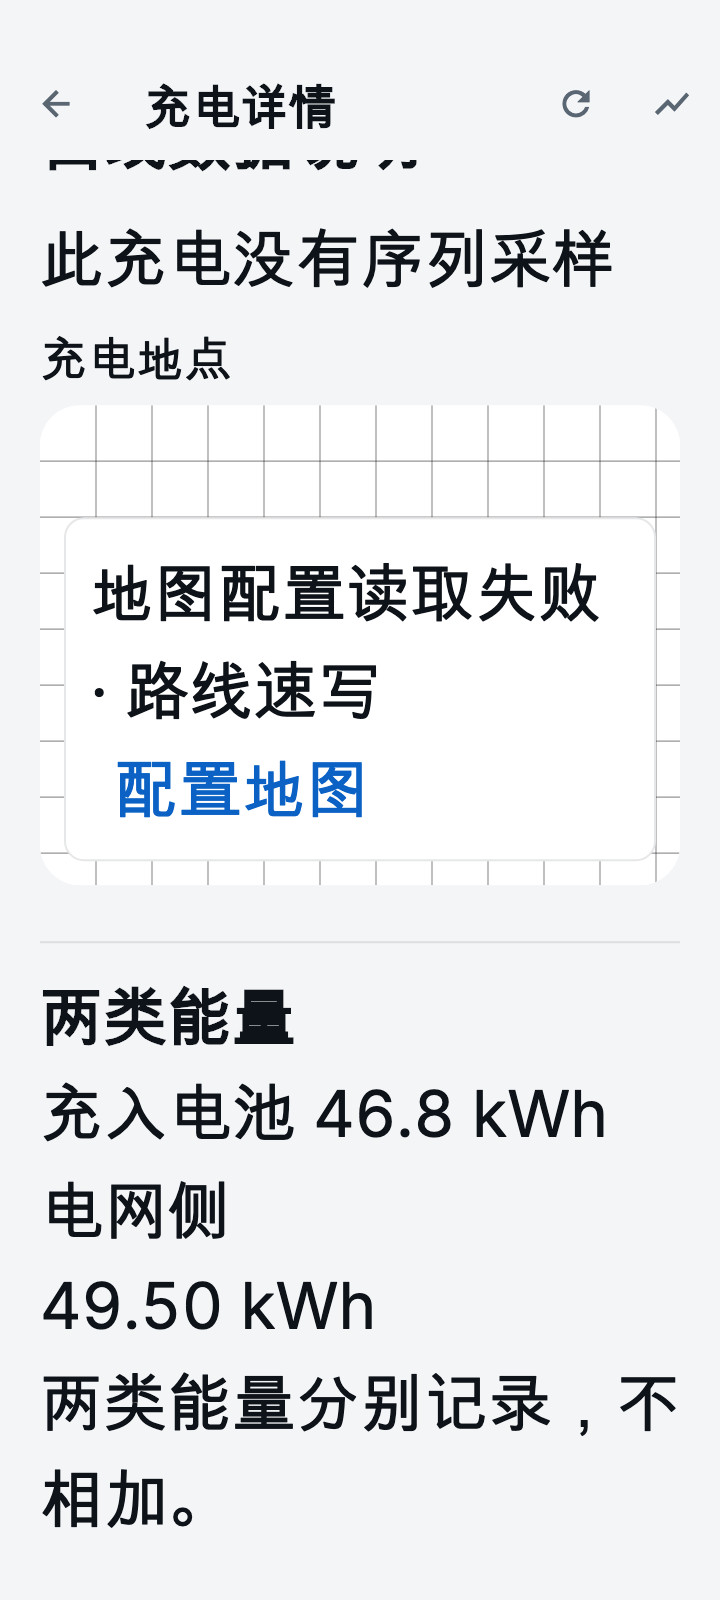 充电详情
此充电没有序列采样
充电地点
地图配置读取失败
· 路线速写
配置地图
两类能量
充入电池 46.8 kWh
电网侧
49.50 kWh
两类能量分别记录，不
相加。